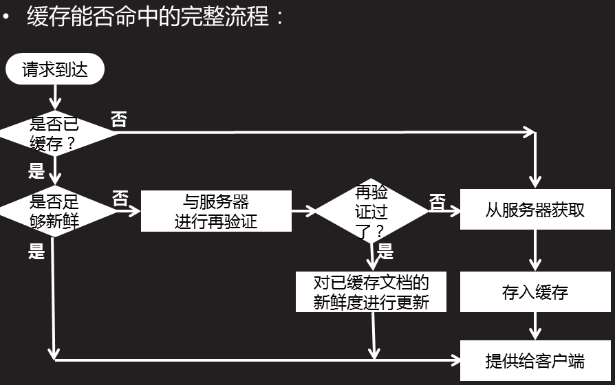 • 缓存能否命中的完整流程：
请求到达
是否已
缓存？
否
是
是否足
够新鲜
否
与服务器
进行再验证
再验
证过
了？
否
从服务器获取
是
是
对已缓存文档的
新鲜度进行更新
存入缓存
提供给客户端